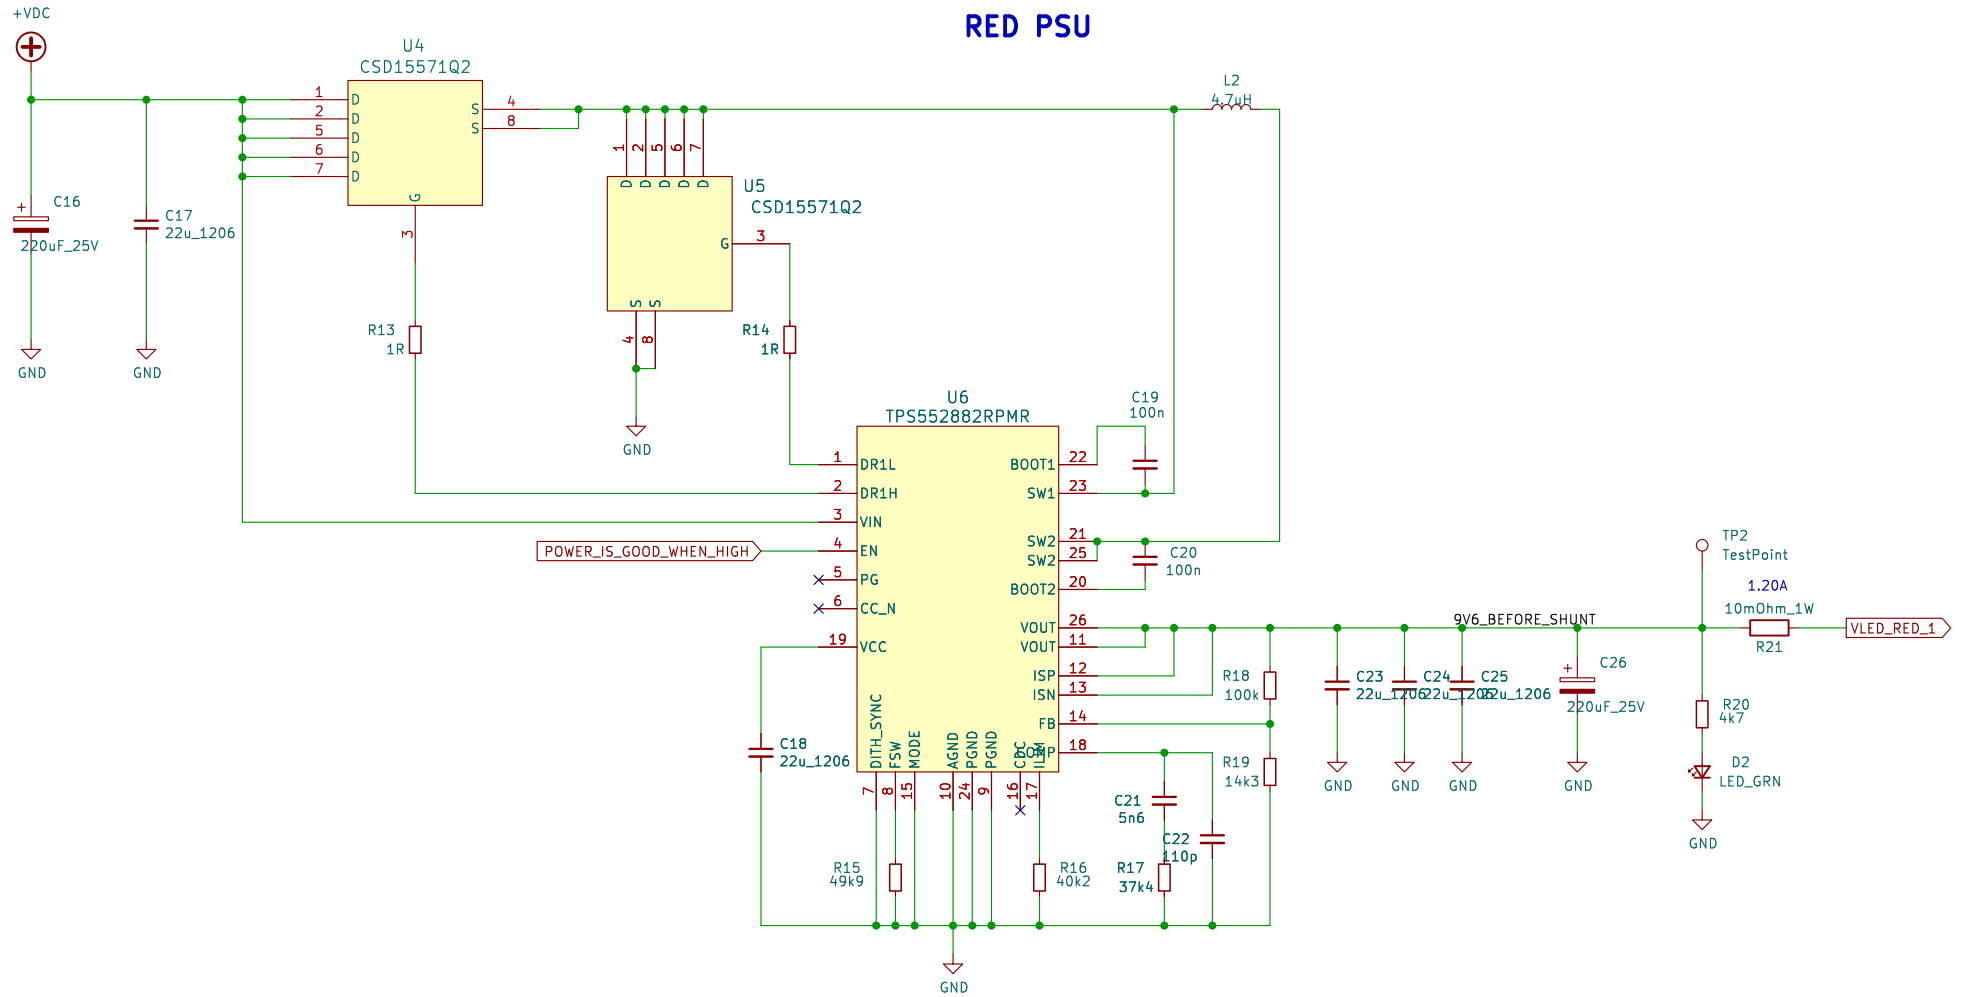 RED PSU
+VDC
U4
CSD15571Q2
1
2
5
6
7
D
D
D
D
D
S
S
4
8
G
3
C16
220uF_25V
GND
C17
22u_1206
GND
R13
1R
1
2
5
6
7
D
D
D
D
D
U5
CSD15571Q2
G
3
S
S
4
8
GND
R14
1R
L2
4.7uH
U6
TPS552882RPMR
1
DR1L
2
DR1H
3
VIN
POWER_IS_GOOD_WHEN_HIGH
4
EN
5
PG
6
CC_N
19
VCC
BOOT1
22
SW1
23
SW2
21
SW2
25
BOOT2
20
VOUT
26
VOUT
11
ISP
12
ISN
13
FB
14
COMP
18
DITH_SYNC
FSW
MODE
AGND
PGND
PGND
CDC
ILIM
7
8
15
10
24
9
16
17
C19
100n
C20
100n
C18
22u_1206
R15
49k9
R16
40k2
C21
5n6
C22
110p
R17
37k4
R18
100k
R19
14k3
GND
9V6_BEFORE_SHUNT
C23
22u_1206
GND
C24
22u_1206
GND
C25
22u_1206
GND
C26
220uF_25V
GND
TP2
TestPoint
1.20A
10mOhm_1W
R21
VLED_RED_1
R20
4k7
D2
LED_GRN
GND